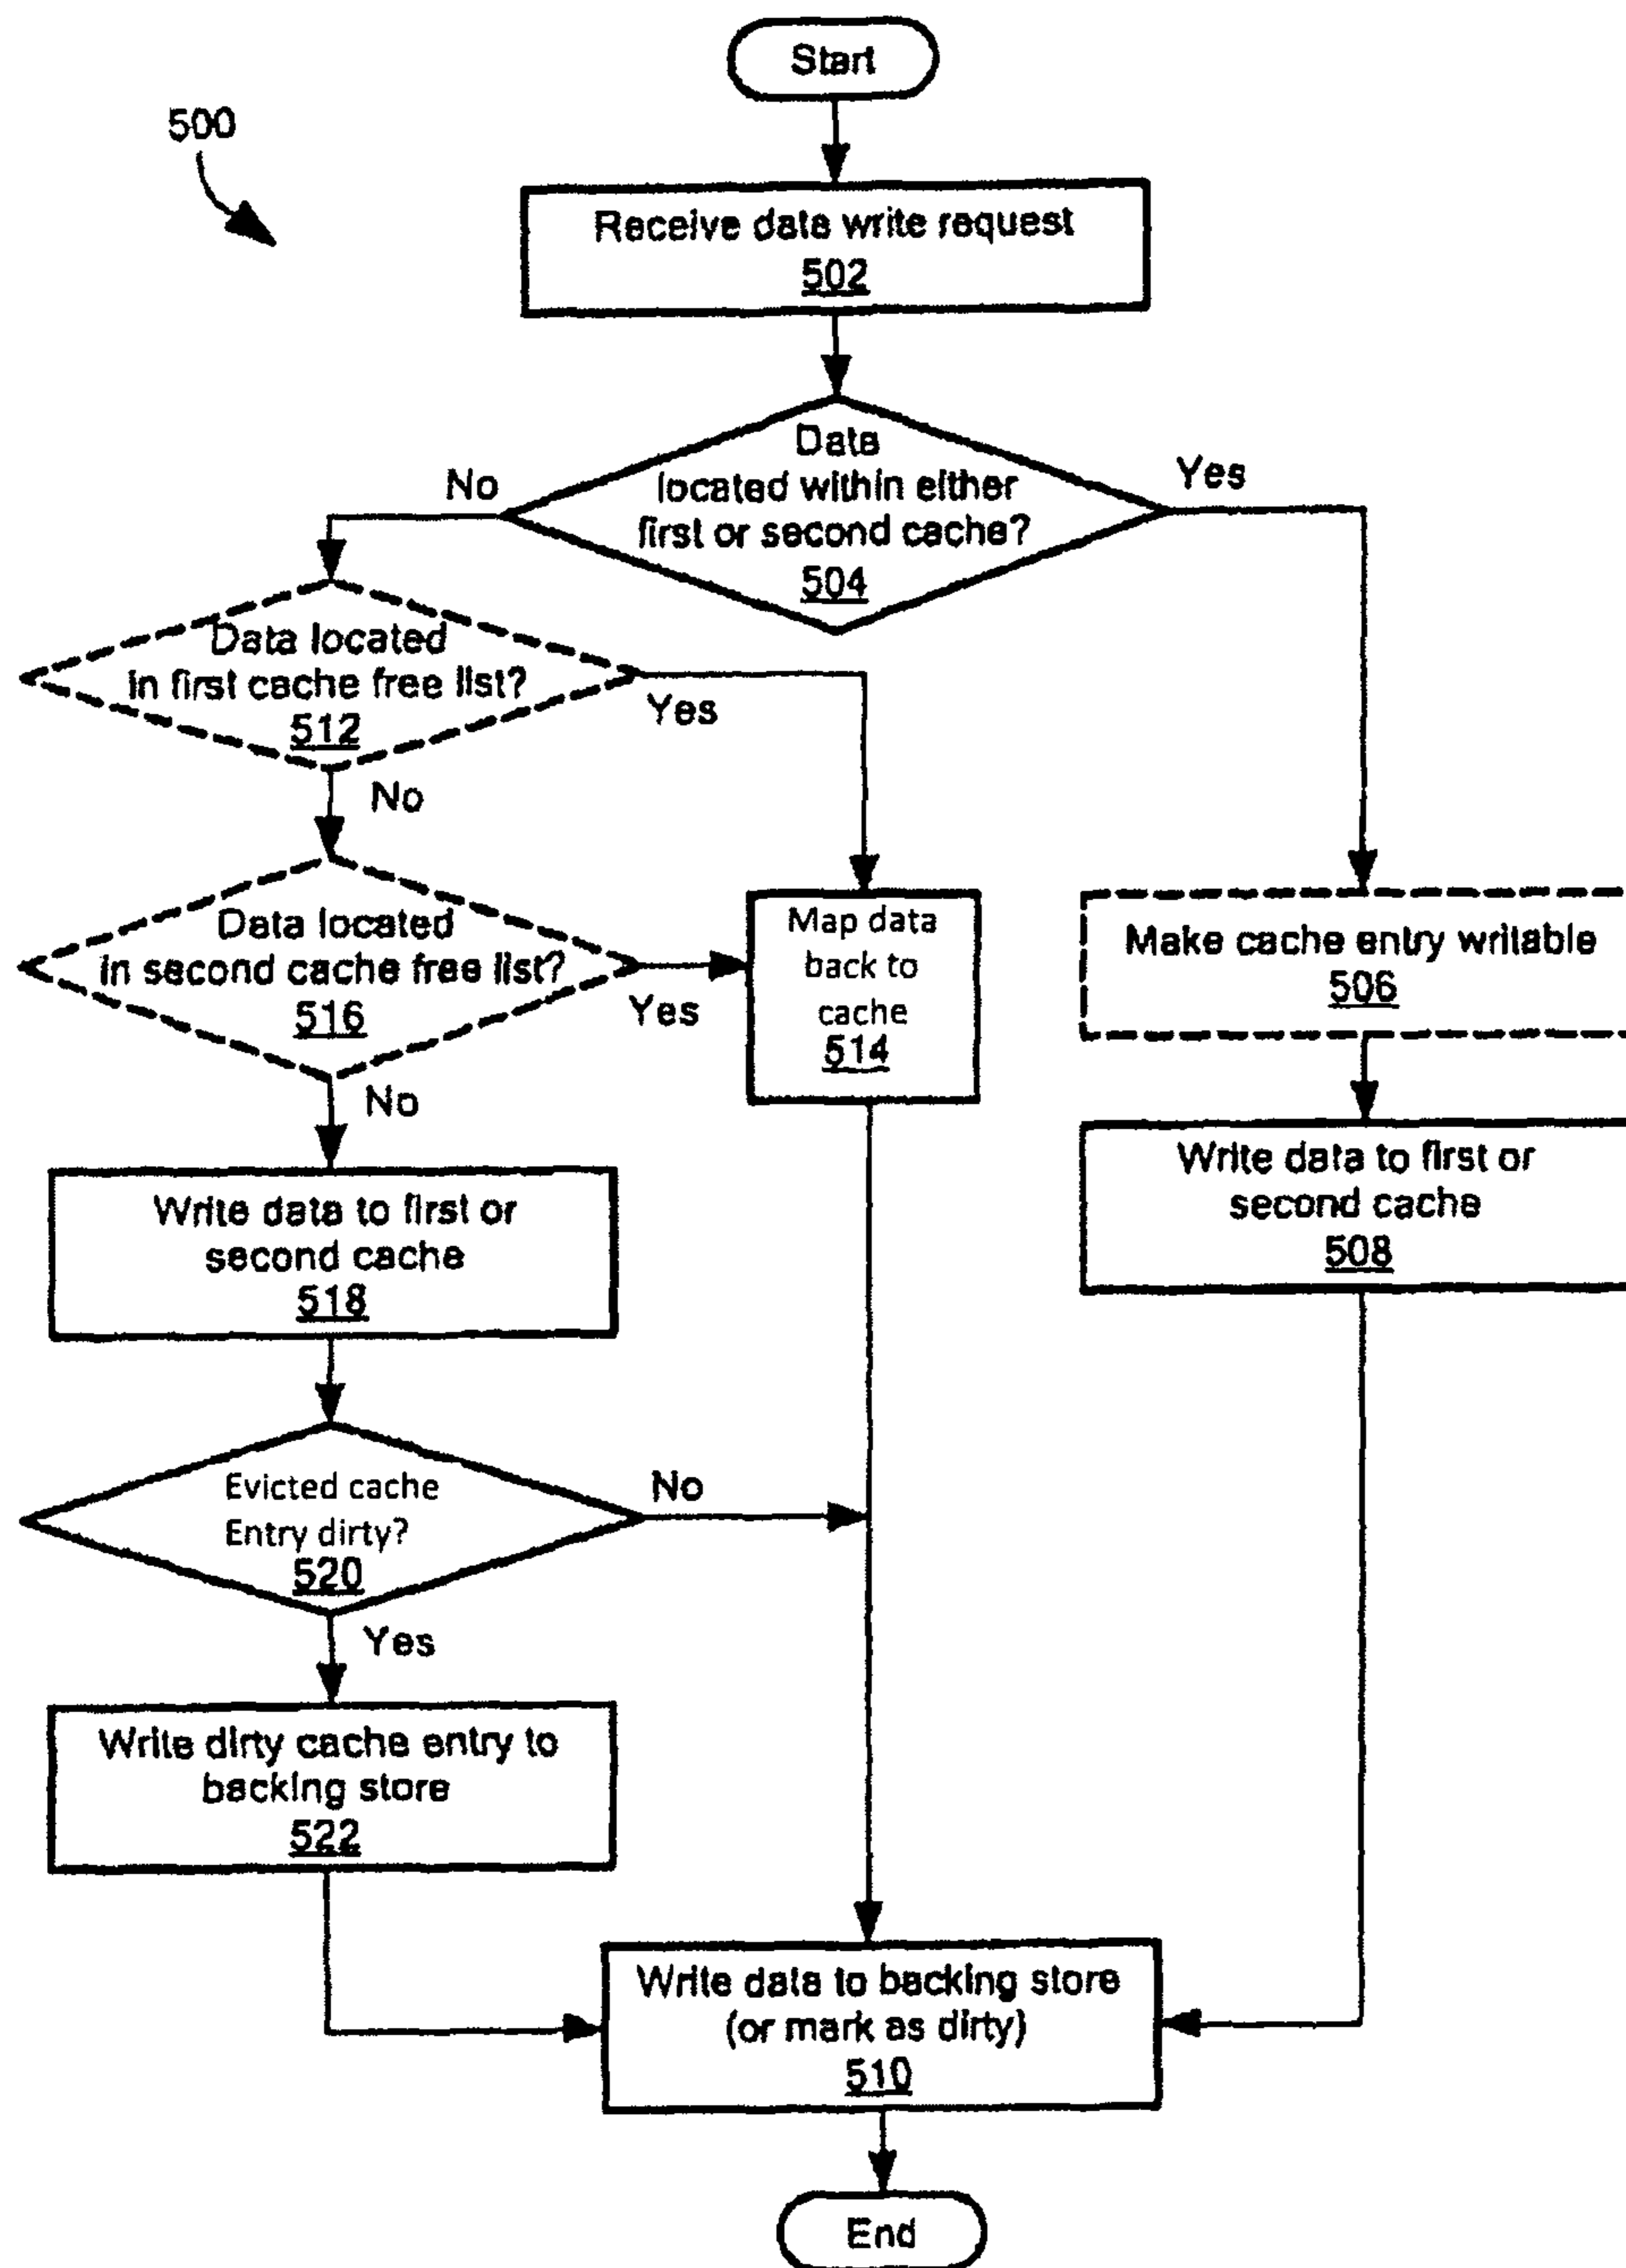 Start
500
Receive data write request
502
Data
located within either
first or second cache?
504
No
Yes
Data located
in first cache free list?
512
Yes
No
Data located
in second cache free list?
516
Yes
No
Map data
back to
cache
514
Make cache entry writable
506
Write data to first or
second cache
508
Write data to first or
second cache
518
Evicted cache
Entry dirty?
520
No
Yes
Write dirty cache entry to
backing store
522
Write data to backing store
(or mark as dirty)
510
End